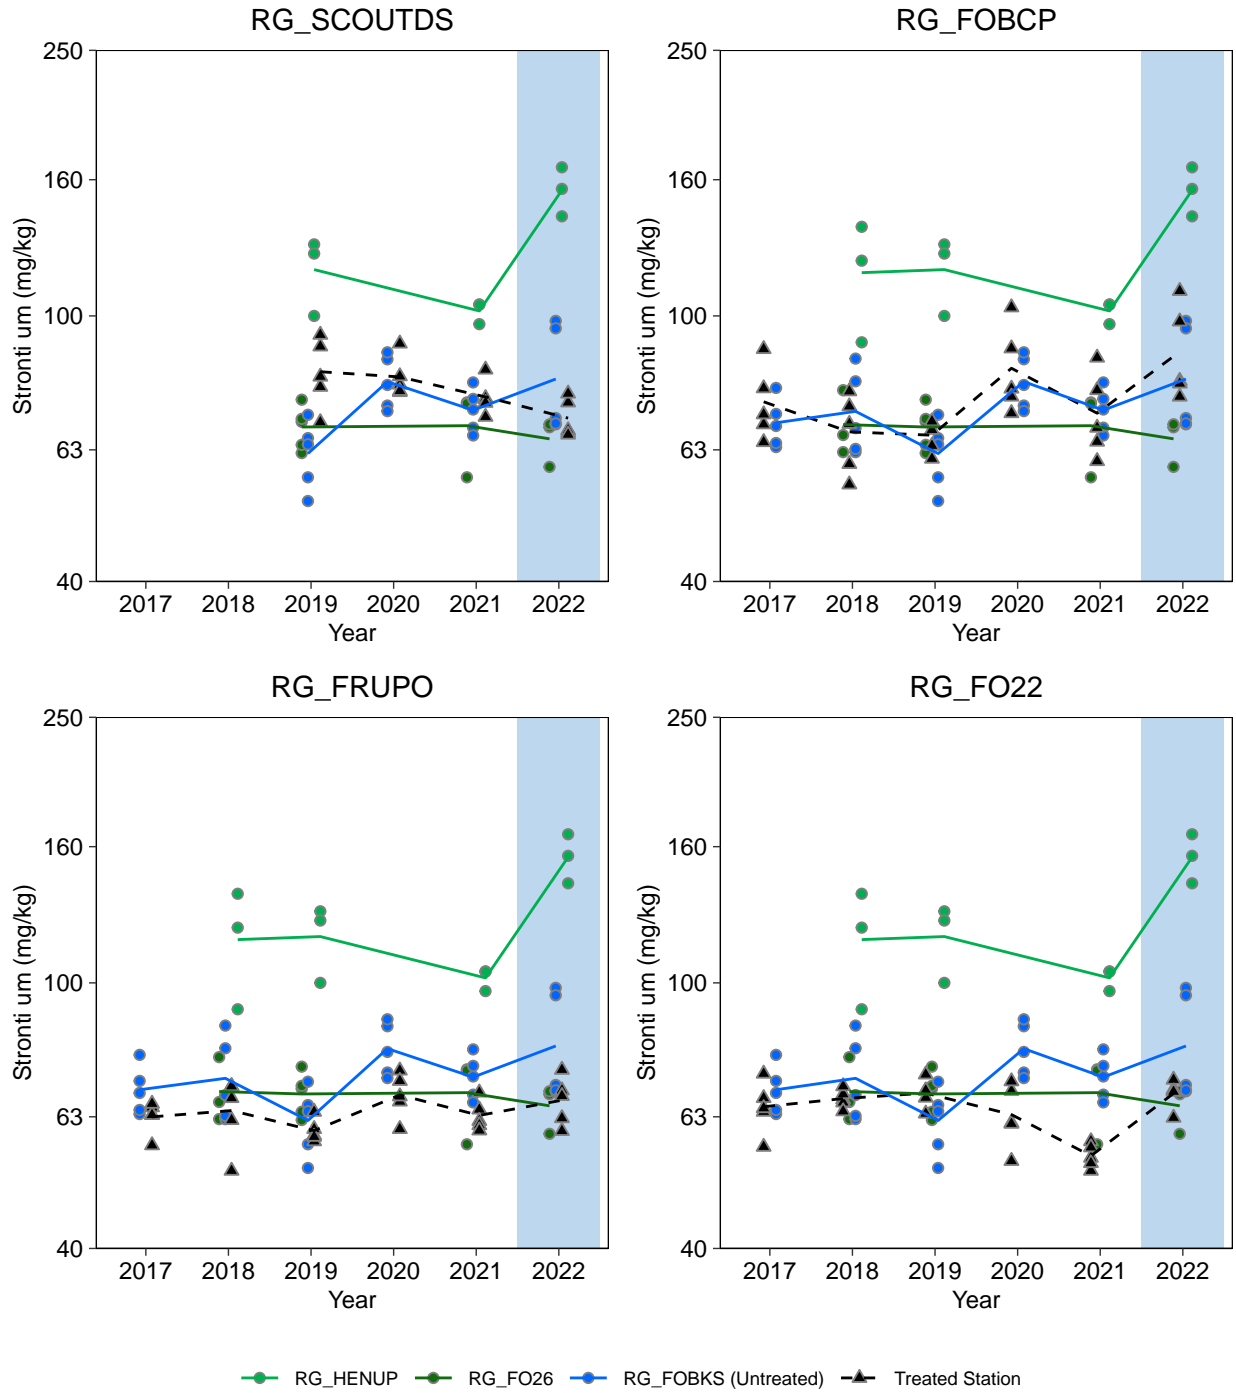 RG_SCOUTDS
RG_FOBCP
250
160
100
63
40
Stronti um (mg/kg)
2017 2018 2019 2020 2021 2022
Year
250
160
100
63
40
Stronti um (mg/kg)
2017 2018 2019 2020 2021 2022
Year
RG_FRUPO
RG_FO22
250
160
100
63
40
Stronti um (mg/kg)
2017 2018 2019 2020 2021 2022
Year
250
160
100
63
40
Stronti um (mg/kg)
2017 2018 2019 2020 2021 2022
Year
RG_HENUP RG_FO26 RG_FOBKS (Untreated) Treated Station